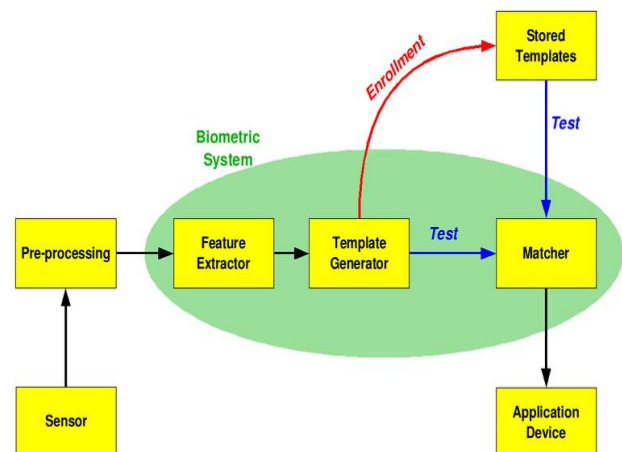 Stored
Templates
Enrollment
Test
Biometric
System
Pre-processing
Feature
Extractor
Template
Generator
Test
Matcher
Sensor
Application
Device